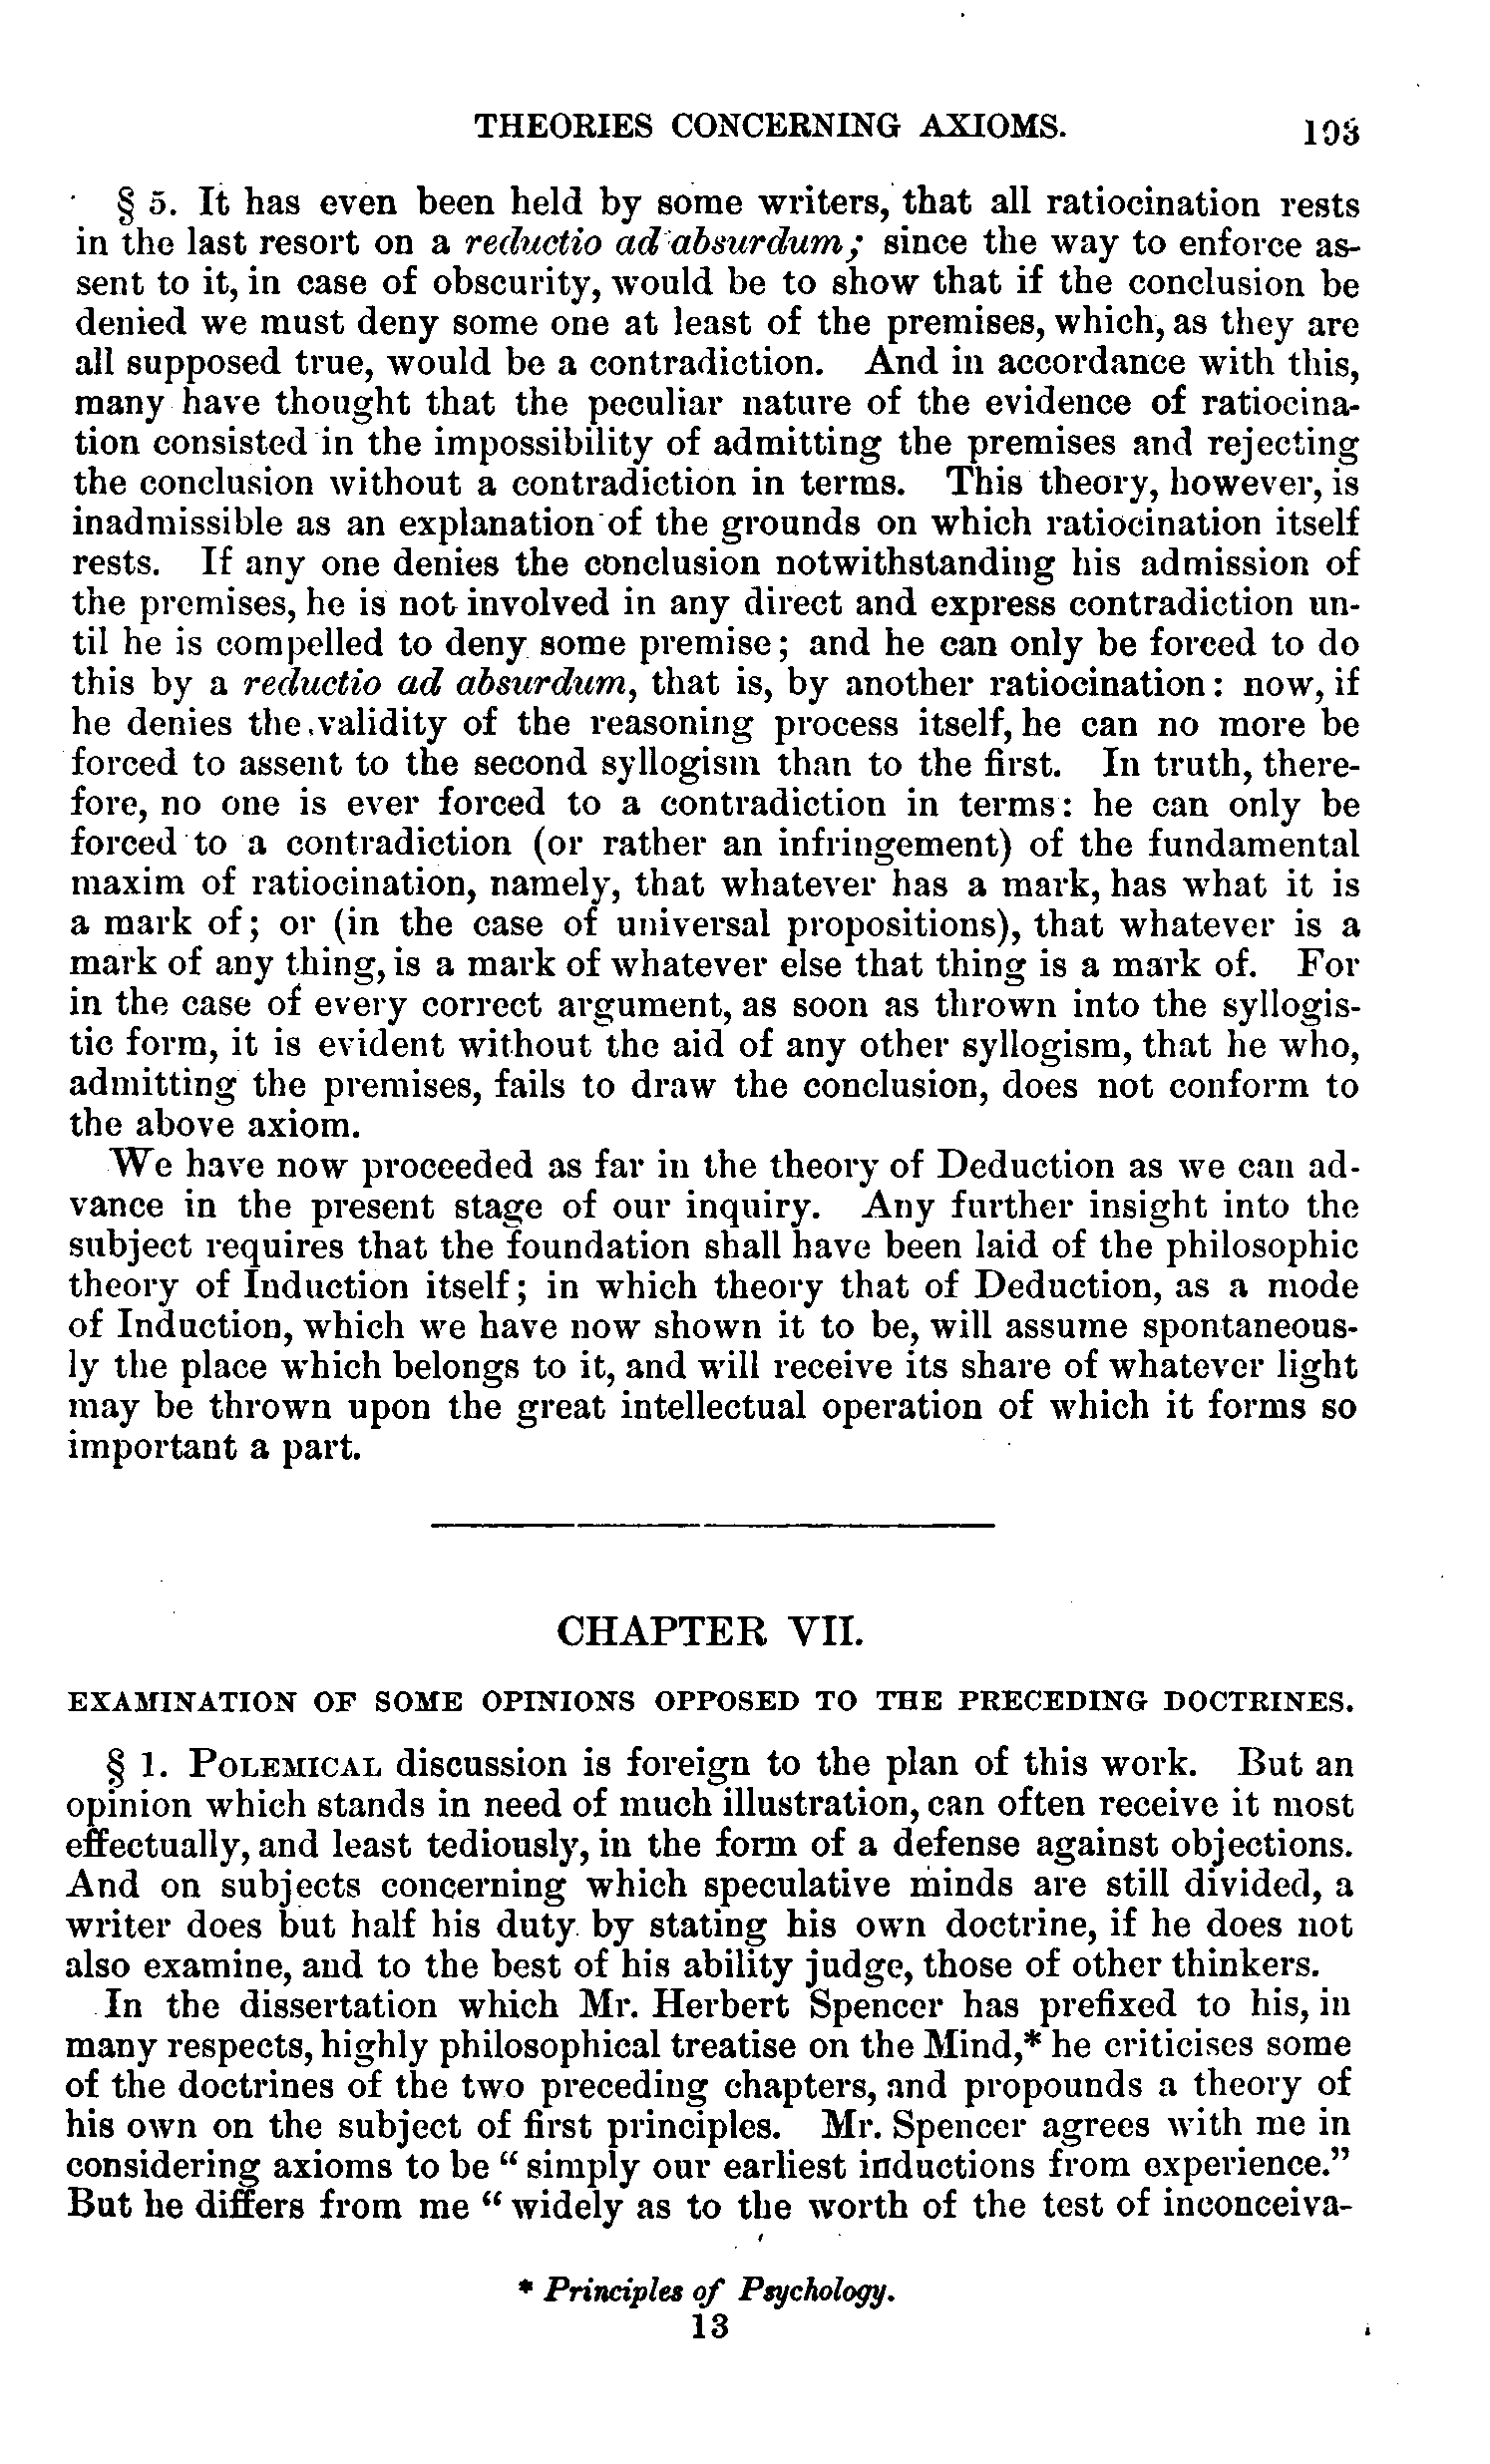 THEORIES CONCERNING AXIOMS. 193
§ 5. It has even been held by some writers, that all ratiocination rests
in the last resort on a reductio ad absurdum; since the way to enforce as-
sent to it, in case of obscurity, would be to show that if the conclusion be
denied we must deny some one at least of the premises, which, as they are
all supposed true, would be a contradiction. And in accordance with this,
many have thought that the peculiar nature of the evidence of ratiocina-
tion consisted in the impossibility of admitting the premises and rejecting
the conclusion without a contradiction in terms. This theory, however, is
inadmissible as an explanation of the grounds on which ratiocination itself
rests. If any one denies the conclusion notwithstanding his admission of
the premises, he is not involved in any direct and express contradiction un-
til he is compelled to deny some premise; and he can only be forced to do
this by a reductio ad absurdum, that is, by another ratiocination: now, if
he denies the validity of the reasoning process itself, he can no more be
forced to assent to the second syllogism than to the first. In truth, there-
fore, no one is ever forced to a contradiction in terms: he can only be
forced to a contradiction (or rather an infringement) of the fundamental
maxim of ratiocination, namely, that whatever has a mark, has what it is
a mark of; or (in the case of universal propositions), that whatever is a
mark of any thing, is a mark of whatever else that thing is a mark of. For
in the case of every correct argument, as soon as thrown into the syllogis-
tic form, it is evident without the aid of any other syllogism, that he who,
admitting the premises, fails to draw the conclusion, does not conform to
the above axiom.
We have now proceeded as far in the theory of Deduction as we can ad-
vance in the present stage of our inquiry. Any further insight into the
subject requires that the foundation shall have been laid of the philosophic
theory of Induction itself; in which theory that of Deduction, as a mode
of Induction, which we have now shown it to be, will assume spontaneous-
ly the place which belongs to it, and will receive its share of whatever light
may be thrown upon the great intellectual operation of which it forms so
important a part.
CHAPTER VII.
EXAMINATION OF SOME OPINIONS OPPOSED TO THE PRECEDING DOCTRINES.
§ 1. POLEMICAL discussion is foreign to the plan of this work. But an
opinion which stands in need of much illustration, can often receive it most
effectually, and least tediously, in the form of a defense against objections.
And on subjects concerning which speculative minds are still divided, a
writer does but half his duty by stating his own doctrine, if he does not
also examine, and to the best of his ability judge, those of other thinkers.
In the dissertation which Mr. Herbert Spencer has prefixed to his, in
many respects, highly philosophical treatise on the Mind,* he criticises some
of the doctrines of the two preceding chapters, and propounds a theory of
his own on the subject of first principles. Mr. Spencer agrees with me in
considering axioms to be “simply our earliest inductions from experience.”
But he differs from me “widely as to the worth of the test of inconceiva-
* Principles of Psychology.
13